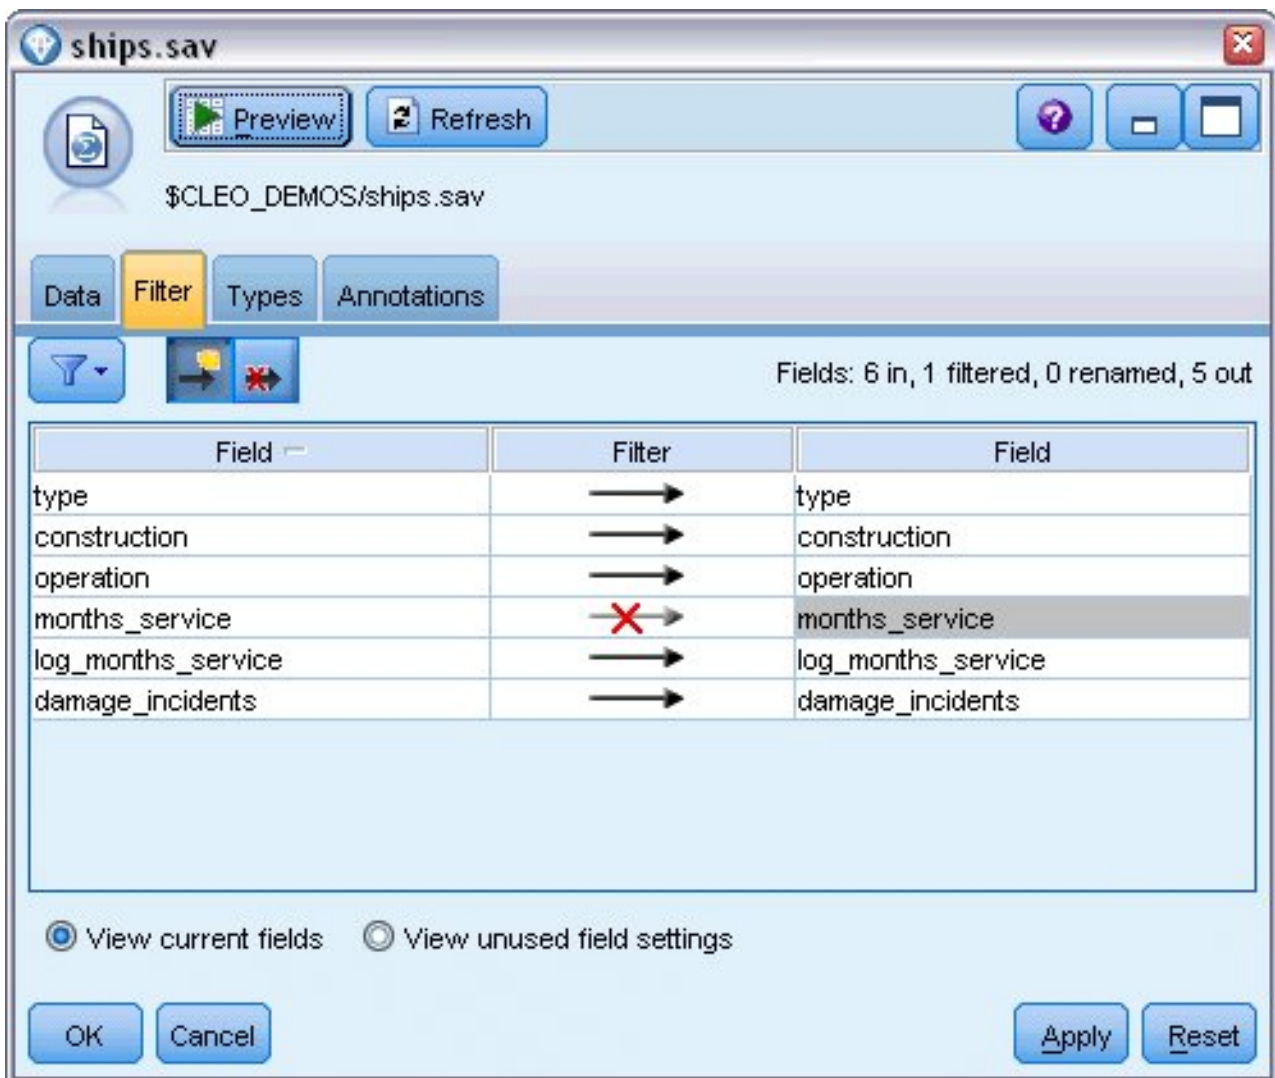 ships.sav
Preview Refresh
$CLEO_DEMOS/ships.sav
Data Filter Types Annotations
Fields: 6 in, 1 filtered, 0 renamed, 5 out
Field Filter Field
type type
construction construction
operation operation
months_service months_service
log_months_service log_months_service
damage_incidents damage_incidents
View current fields View unused field settings
OK Cancel Apply Reset